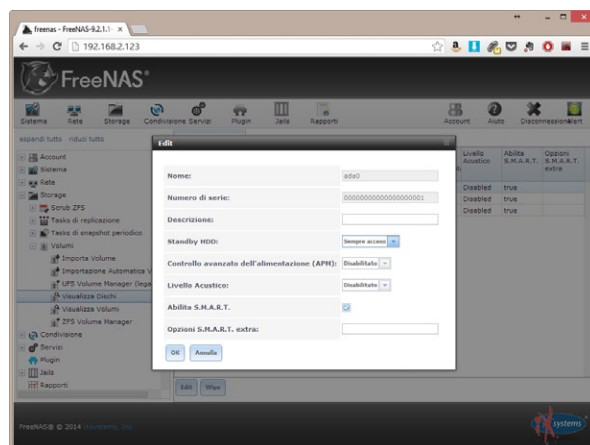 freenas - FreeNAS-9.2.1.1-
192.168.2.123
FreeNAS®
Sistema Rete Storage Condivisione Servizi Plugin Jails Rapporti Account Aiuto Disconnessione Alert
espandi tutto riduci tutto
Account
Sistema
Rete
Storage
Scrub ZFS
Tasks di replicazione
Tasks di snapshot periodico
Volumi
Importa Volume
Importazione Automatica V
UFS Volume Manager (lega
Visualizza Dischi
Visualizza Volumi
ZFS Volume Manager
Condivisione
Servizi
Plugin
Jails
Rapporti
Edit
Nome: ada0
Numero di serie:
Descrizione:
Standby HDD: Sempre acceso
Controllo avanzato dell'alimentazione (APM): Disabilitato
Livello Acustico: Disabilitato
Abilita S.M.A.R.T.
Opzioni S.M.A.R.T. extra:
OK Annulla
Livello Acustico Abilita S.M.A.R.T. Opzioni S.M.A.R.T. extra
Disabled true
Disabled true
Disabled true
Edit Wipe
FreeNAS® © 2014 iXsystems, Inc
systems